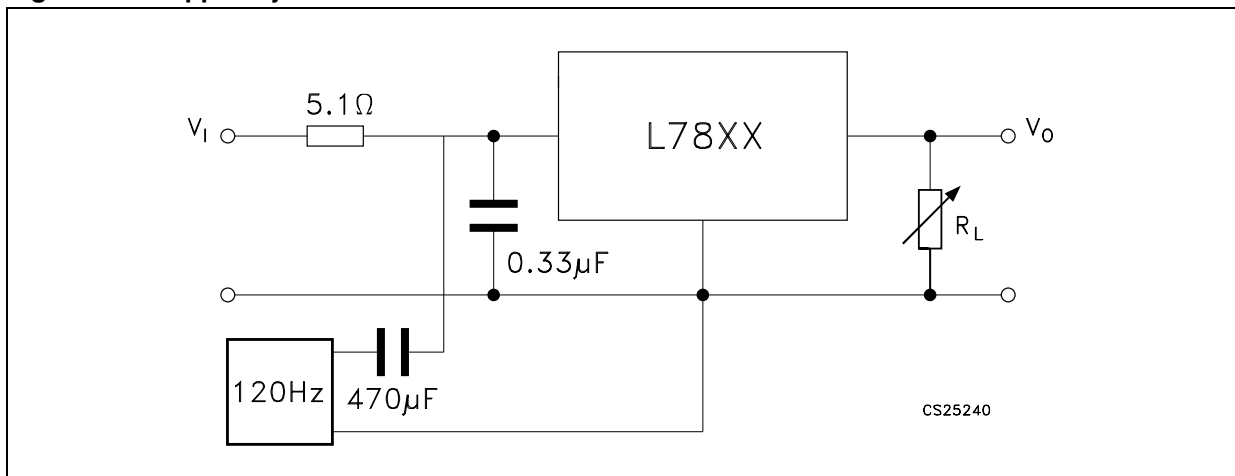 5.1Ω
V_I
L78XX
V_O
R_L
0.33µF
120Hz
470µF
CS25240